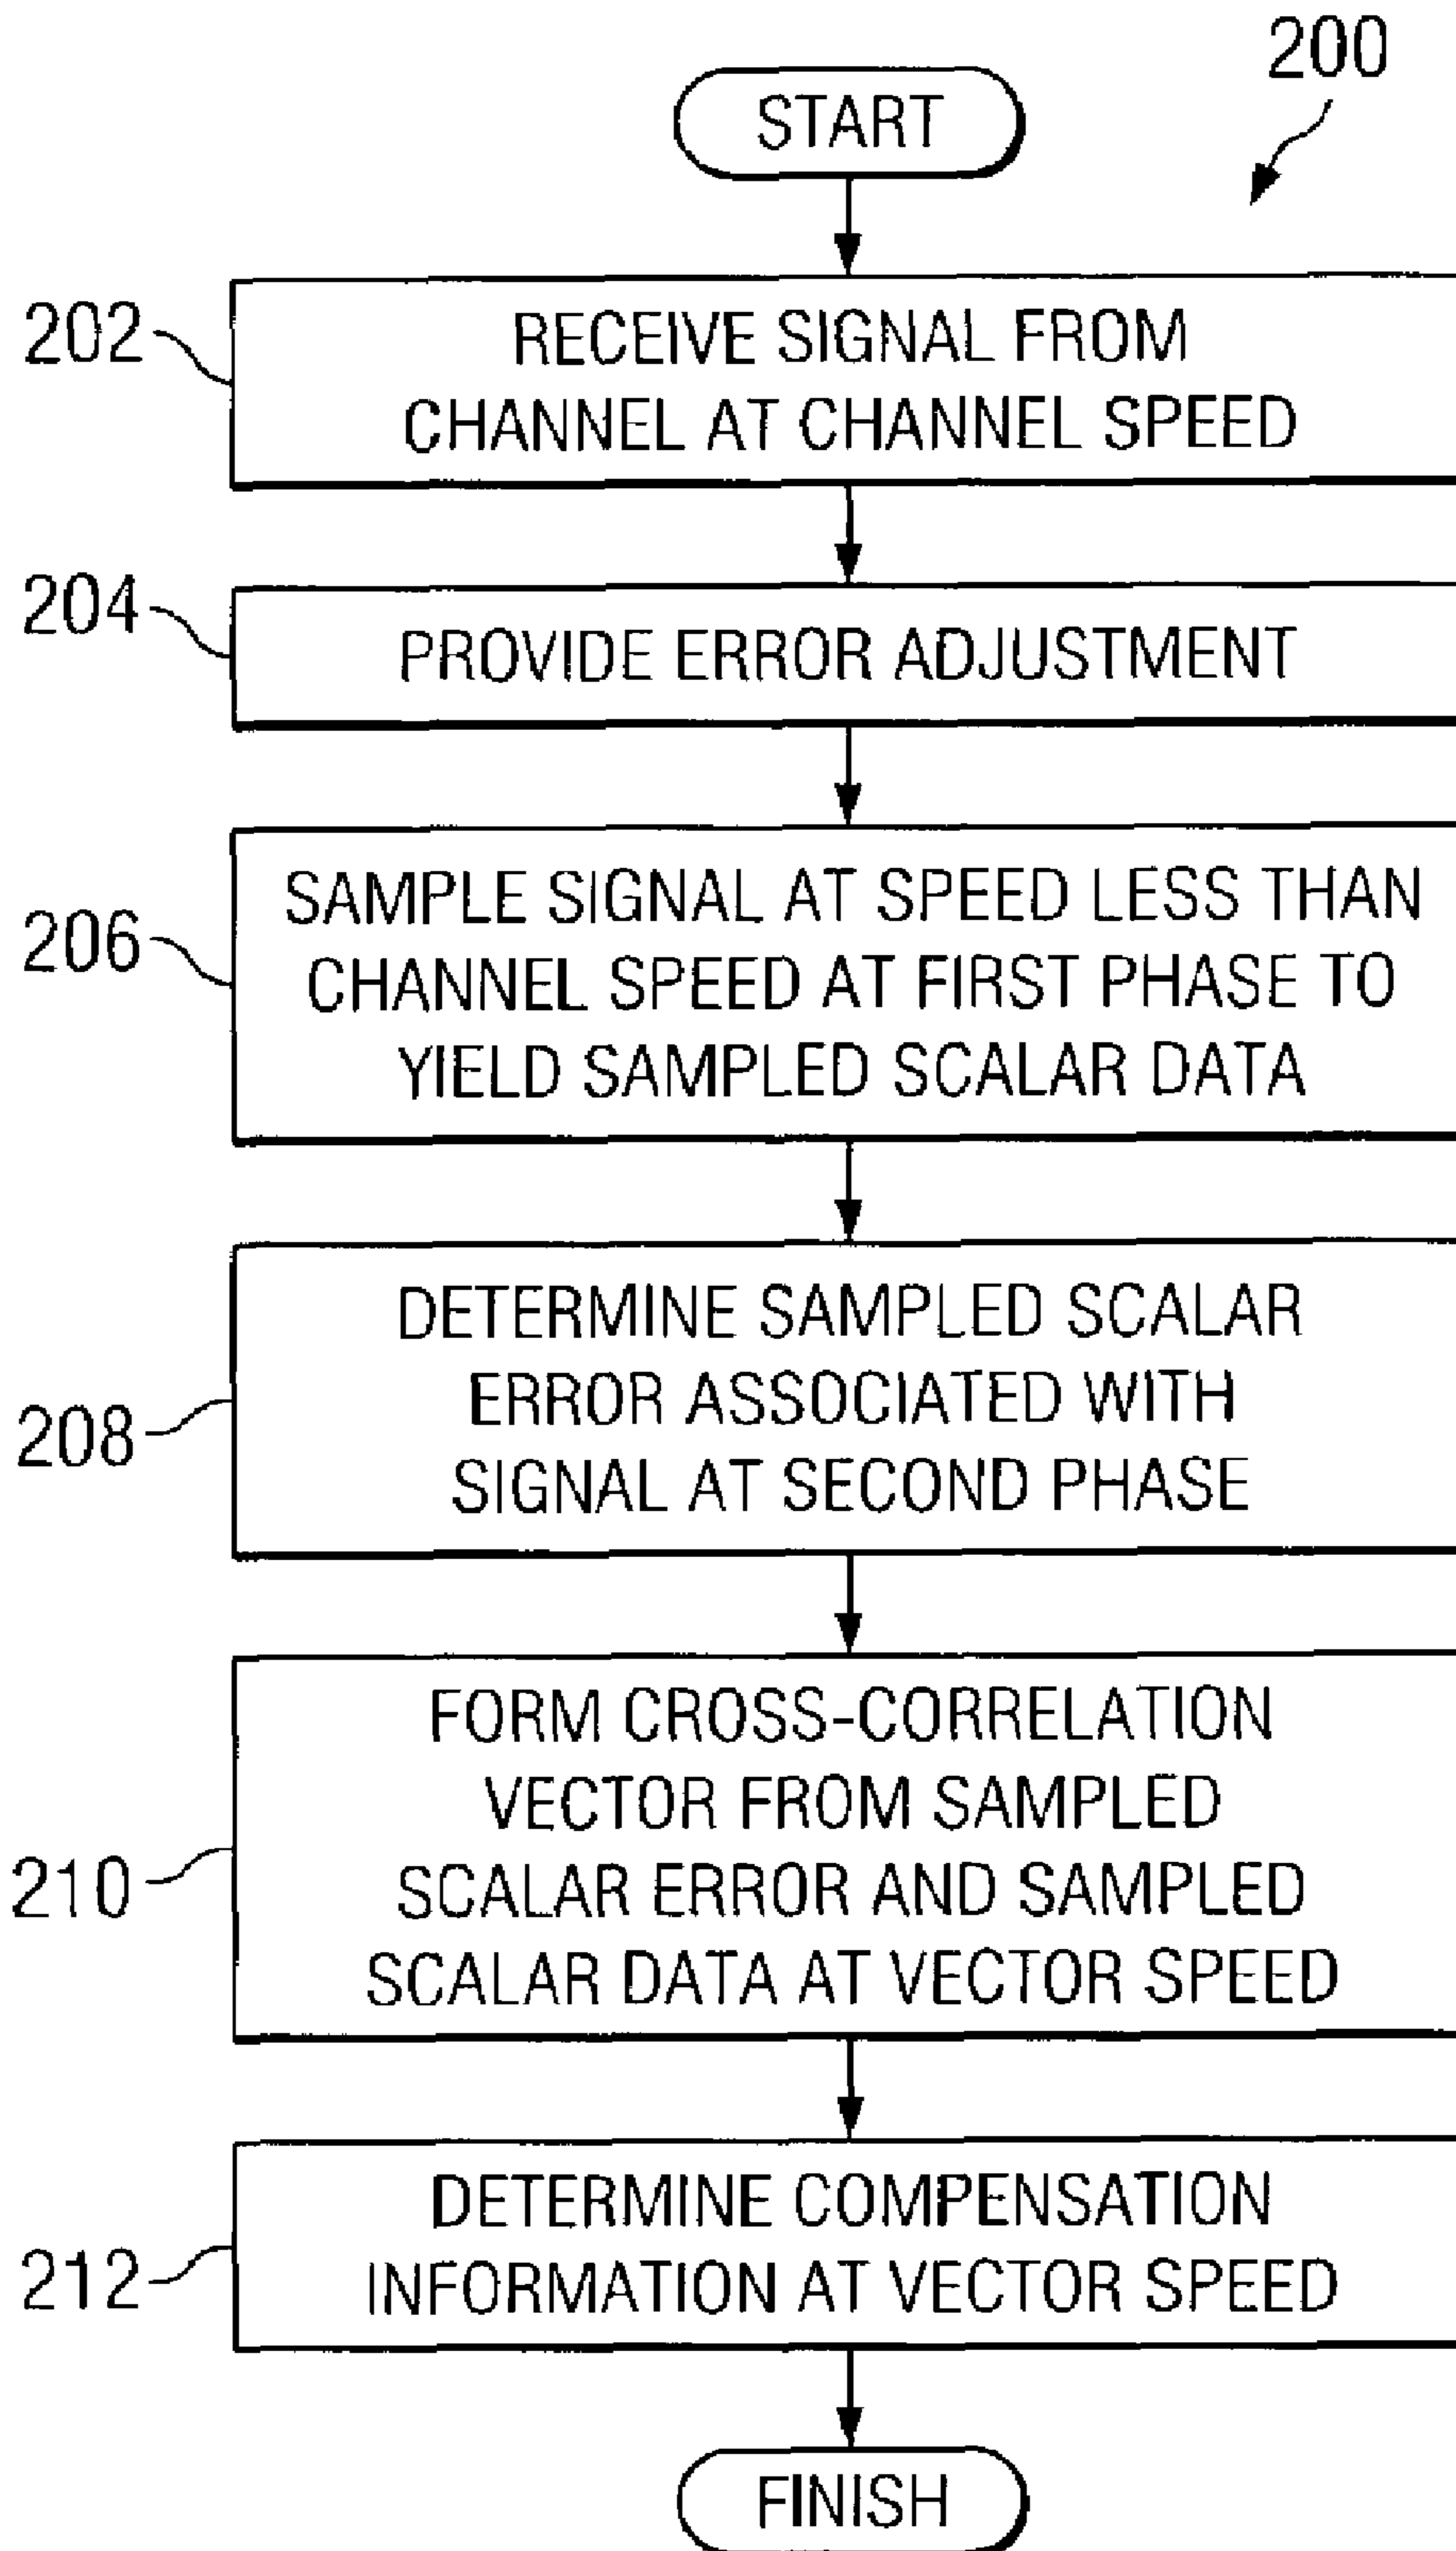 200
START
202
RECEIVE SIGNAL FROM
CHANNEL AT CHANNEL SPEED
204
PROVIDE ERROR ADJUSTMENT
206
SAMPLE SIGNAL AT SPEED LESS THAN
CHANNEL SPEED AT FIRST PHASE TO
YIELD SAMPLED SCALAR DATA
208
DETERMINE SAMPLED SCALAR
ERROR ASSOCIATED WITH
SIGNAL AT SECOND PHASE
210
FORM CROSS-CORRELATION
VECTOR FROM SAMPLED
SCALAR ERROR AND SAMPLED
SCALAR DATA AT VECTOR SPEED
212
DETERMINE COMPENSATION
INFORMATION AT VECTOR SPEED
FINISH